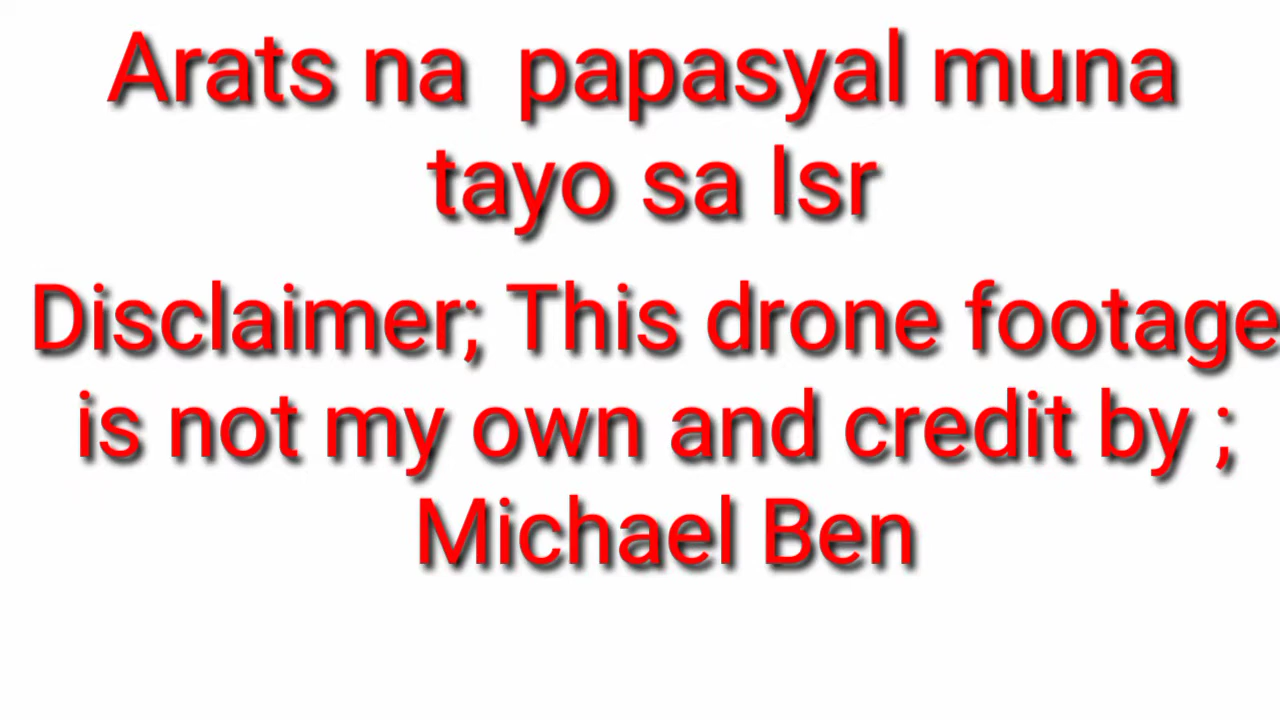 Arats na papasyal muna
tayo sa Isr
Disclaimer; This drone footage
is not my own and credit by ;
Michael Ben